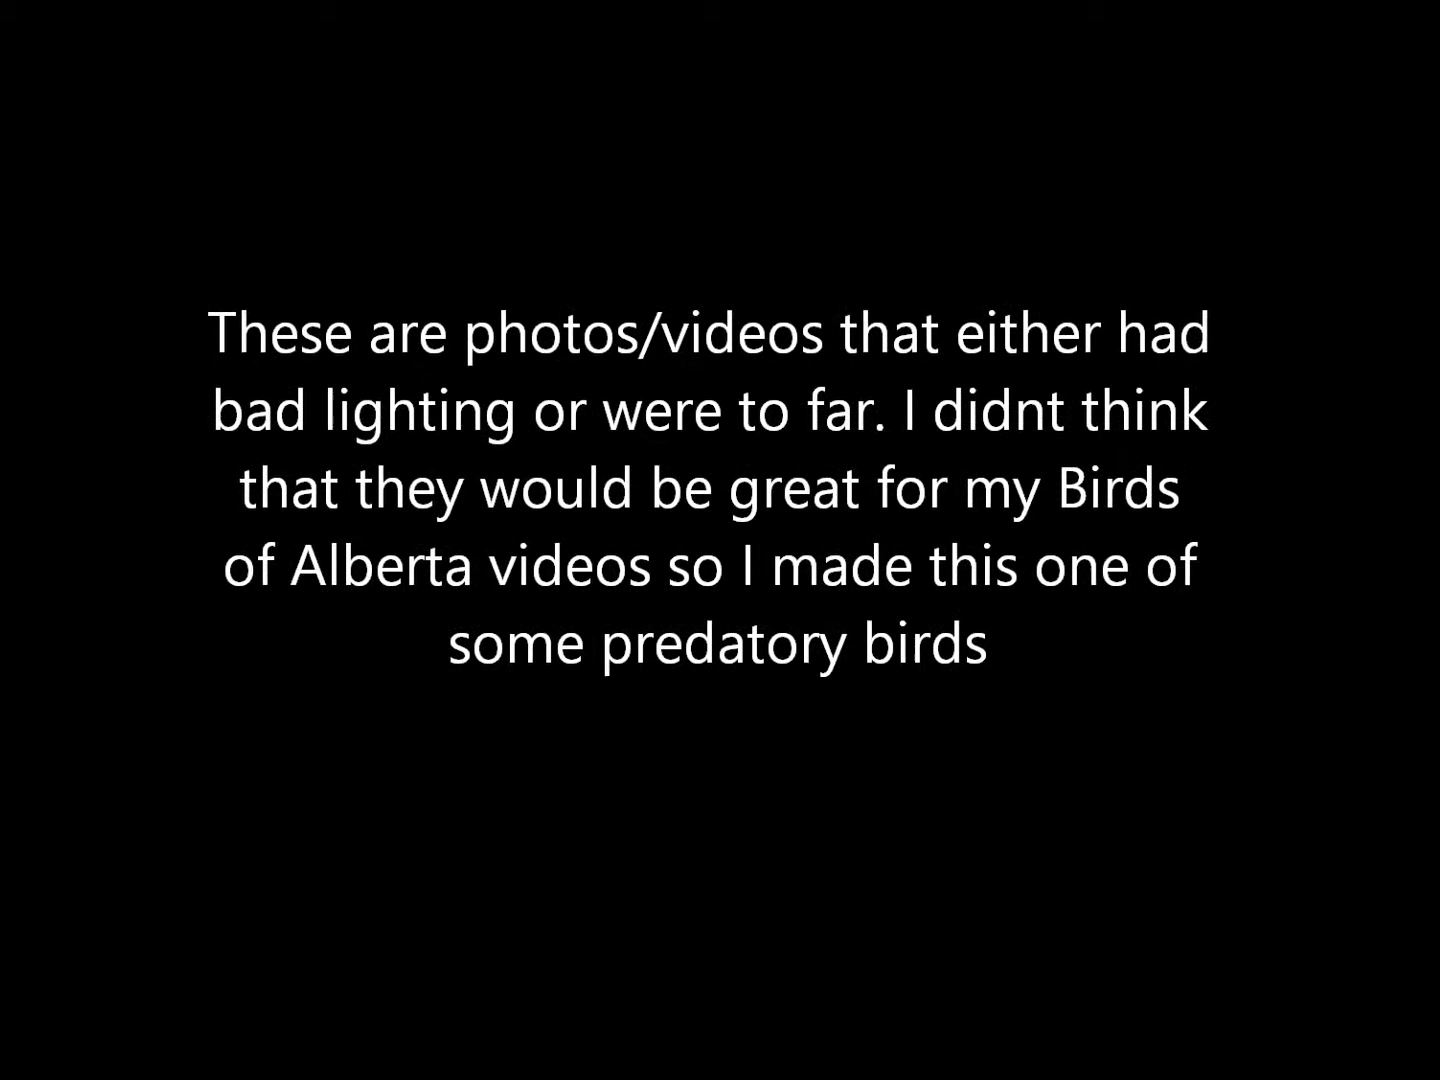 These are photos/videos that either had
bad lighting or were to far. I didnt think
that they would be great for my Birds
of Alberta videos so I made this one of
some predatory birds